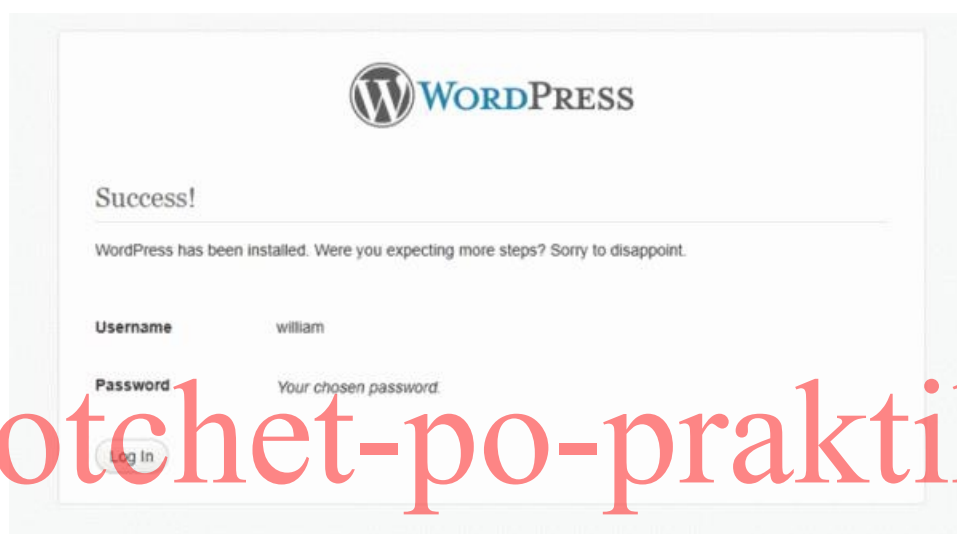 WORDPRESS
Success!
WordPress has been installed. Were you expecting more steps? Sorry to disappoint.
Username william
Password Your chosen password.
Log In
otchet-po-prakti